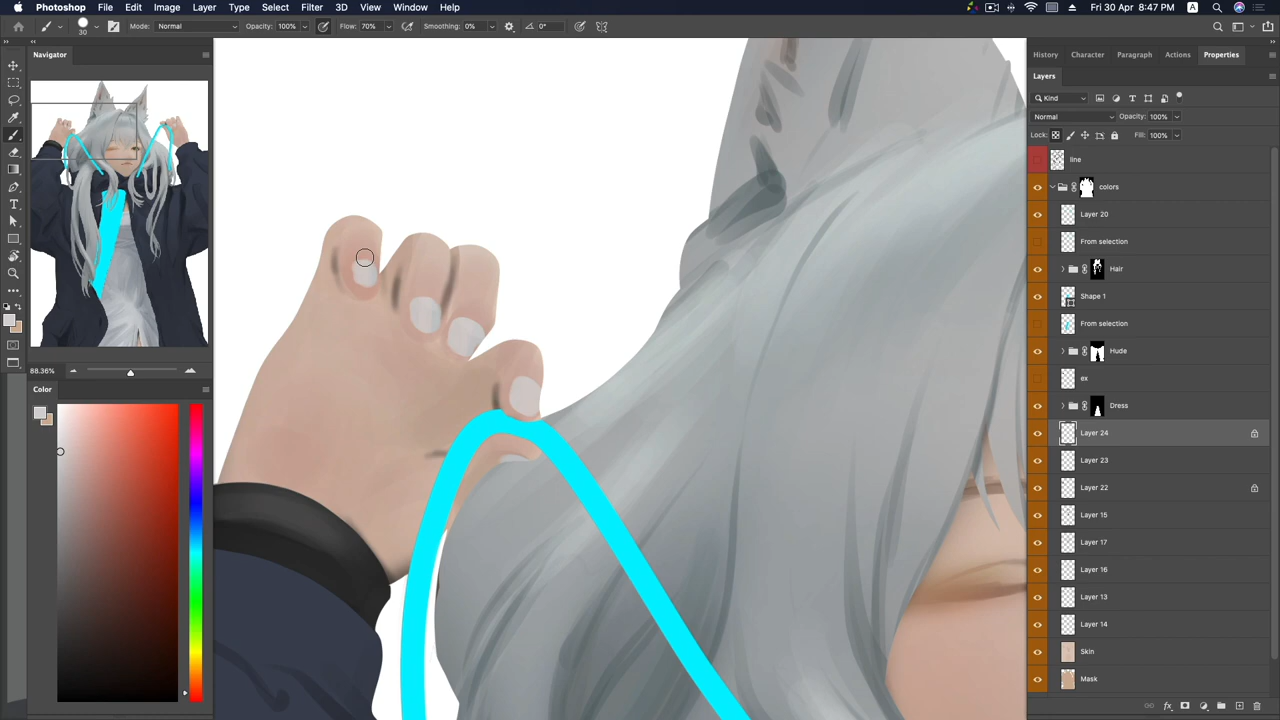 Photoshop File Edit Image Layer Type Select Filter 3D View Window Help A Fri 30 Apr 8:47 PM
30 Mode: Normal Opacity: 100% Flow: 70% Smoothing: 0% 0°
Navigator
88.36%
Color
History Character Paragraph Actions Properties
Layers
Kind
Normal Opacity: 100%
Lock: Fill: 100%
line
colors
Layer 20
From selection
Hair
Shape 1
From selection
Hude
ex
Dress
Layer 24
Layer 23
Layer 22
Layer 15
Layer 17
Layer 16
Layer 13
Layer 14
Skin
Mask